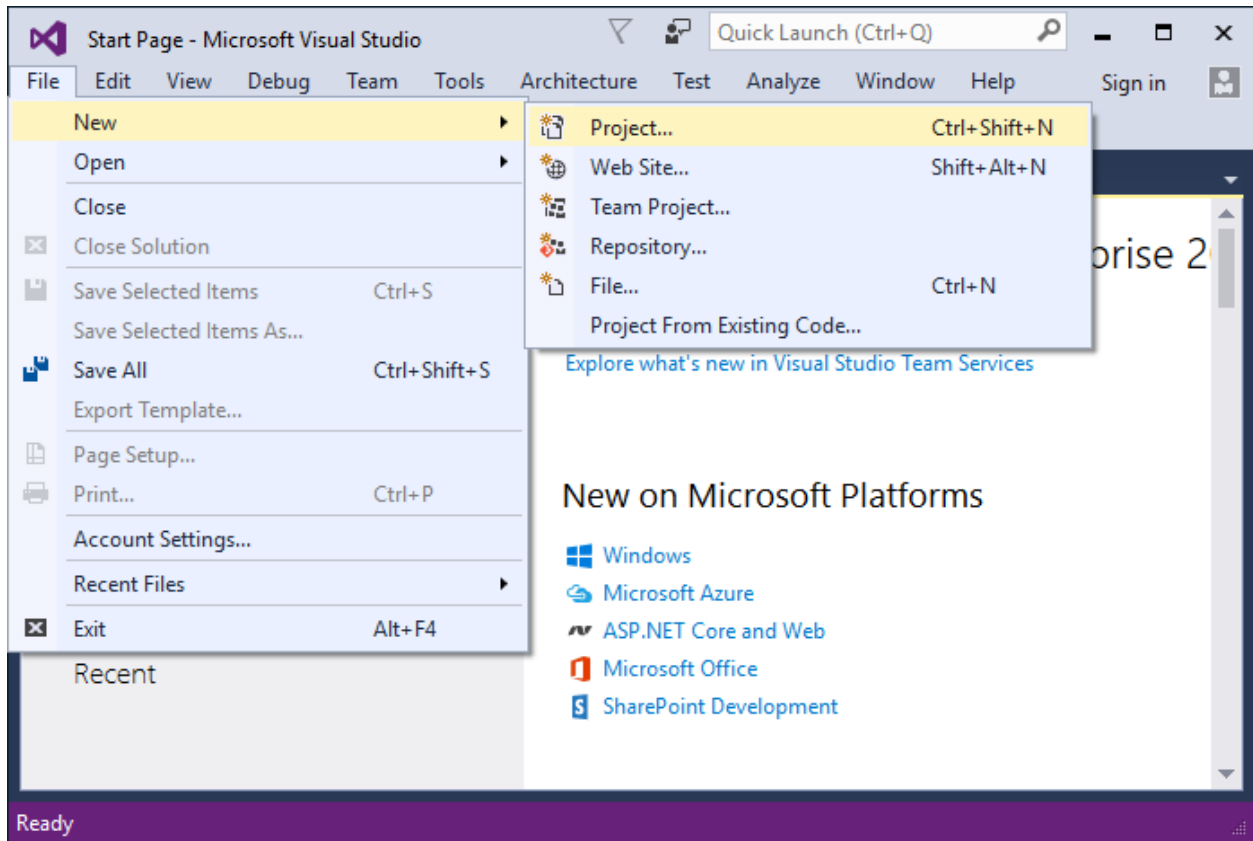 Start Page - Microsoft Visual Studio
Quick Launch (Ctrl+Q)
File Edit View Debug Team Tools Architecture Test Analyze Window Help Sign in
New
Open
Close
Close Solution
Save Selected Items Ctrl+S
Save Selected Items As...
Save All Ctrl+Shift+S
Export Template...
Page Setup...
Print... Ctrl+P
Account Settings...
Recent Files
Exit Alt+F4
Project... Ctrl+Shift+N
Web Site... Shift+Alt+N
Team Project...
Repository...
File... Ctrl+N
Project From Existing Code...
Explore what's new in Visual Studio Team Services
New on Microsoft Platforms
Windows
Microsoft Azure
ASP.NET Core and Web
Microsoft Office
SharePoint Development
Recent
Ready